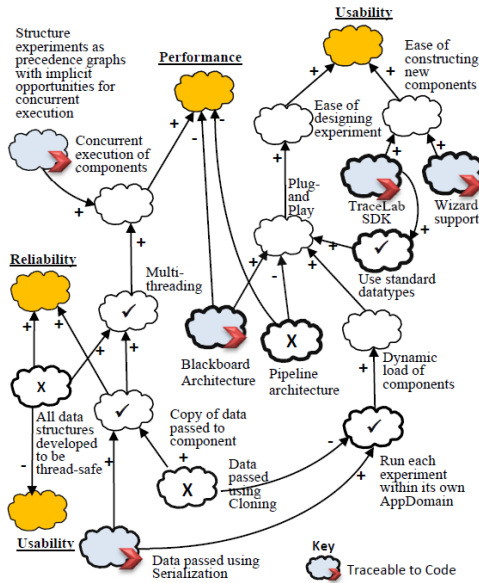 Structure
experiments as
precedence graphs
with implicit
opportunities for
concurrent
execution
Performance
Usability
Ease of
constructing
new
components
Concurrent
execution of
components
Ease of
designing
experiment
Plug-
and
Play
TraceLab
SDK
Wizard
support
Use standard
datatypes
Reliability
Multi-
threading
Blackboard
Architecture
Pipeline
architecture
Dynamic
load of
components
X
X
All data
structures
developed
to be
thread-safe
Copy of data
passed to
component
Data
passed
using
Cloning
X
Run each
experiment
within its own
AppDomain
Usability
Data passed using
Serialization
Key
Traceable to Code